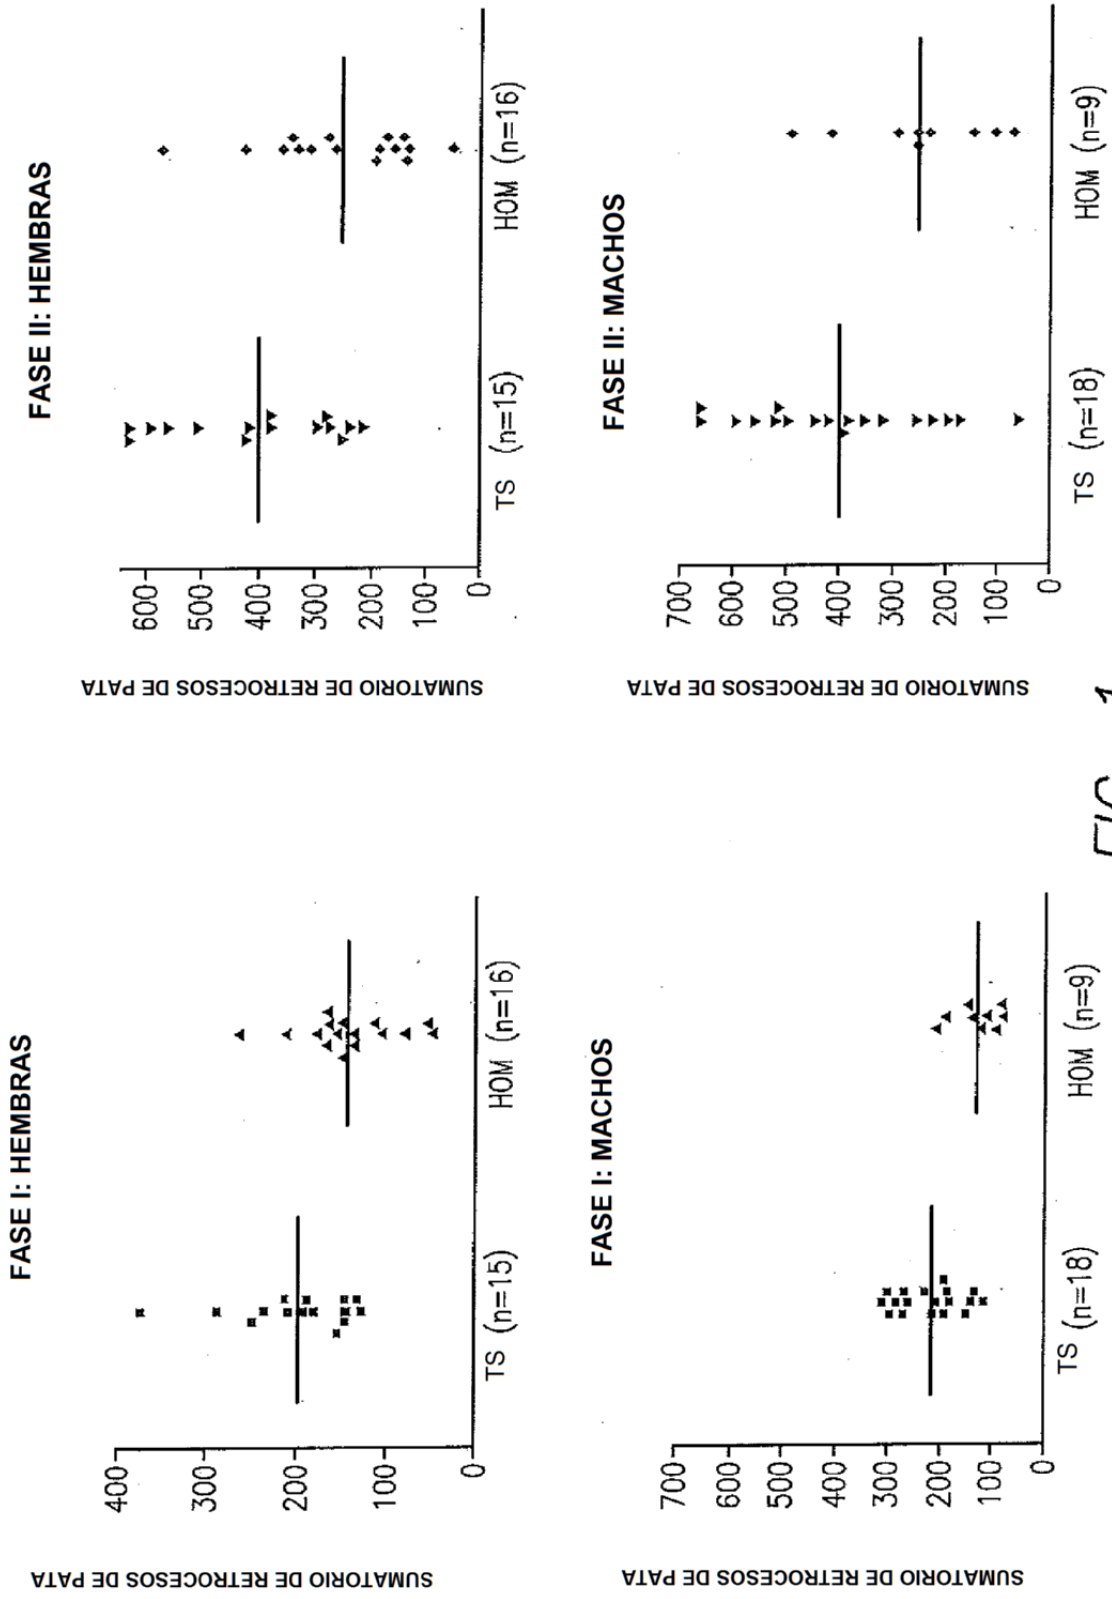 FASE I: HEMBRAS
SUMATORIO DE RETROCESOS DE PATA
400
300
200
100
0
TS (n=15)
HOM (n=16)
FASE II: HEMBRAS
SUMATORIO DE RETROCESOS DE PATA
600
500
400
300
200
100
0
TS (n=15)
HOM (n=16)
FASE I: MACHOS
SUMATORIO DE RETROCESOS DE PATA
700
600
500
400
300
200
100
0
TS (n=18)
HOM (n=9)
FASE II: MACHOS
SUMATORIO DE RETROCESOS DE PATA
700
600
500
400
300
200
100
0
TS (n=18)
HOM (n=9)